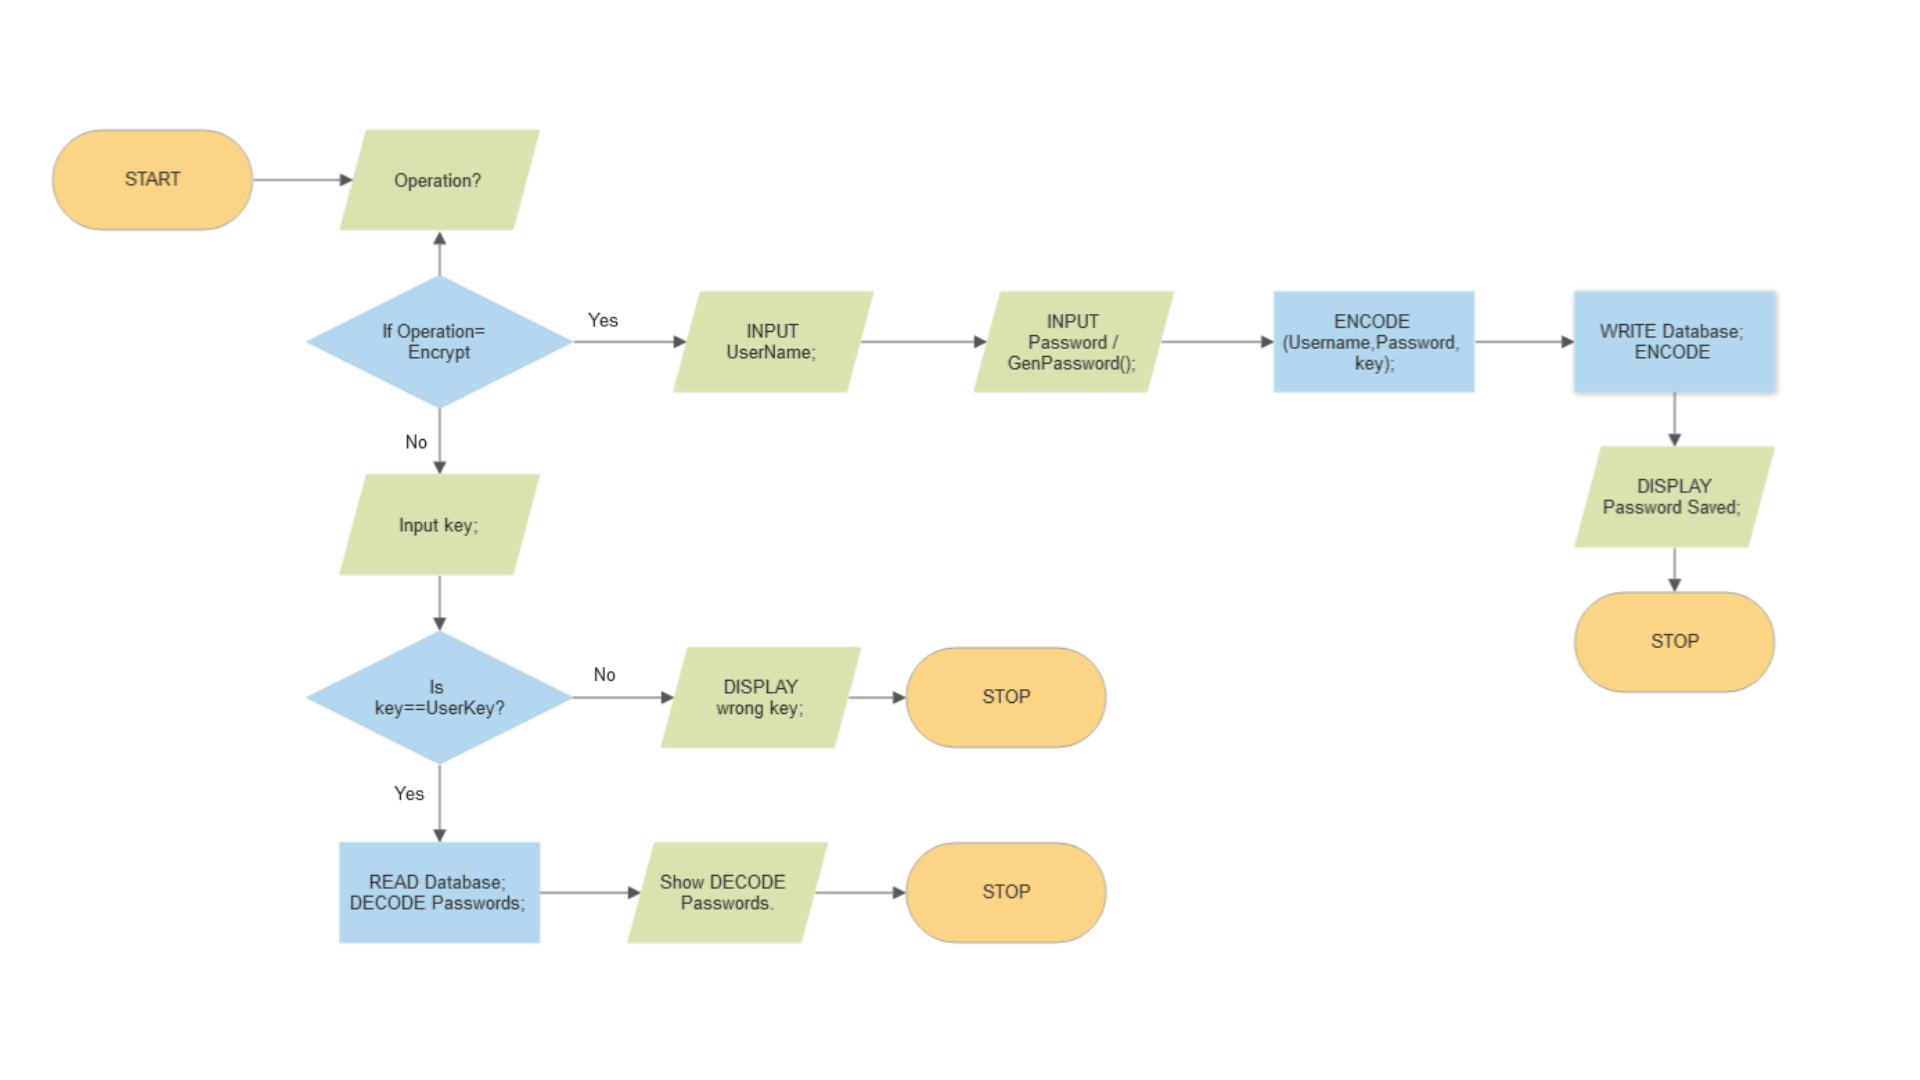 START
Operation?
If Operation=
Encrypt
Yes
INPUT
UserName;
INPUT
Password /
GenPassword();
ENCODE
(Username,Password,
key);
WRITE Database;
ENCODE
No
DISPLAY
Password Saved;
Input key;
STOP
Is
key==UserKey?
No
DISPLAY
wrong key;
STOP
Yes
READ Database;
DECODE Passwords;
Show DECODE
Passwords.
STOP